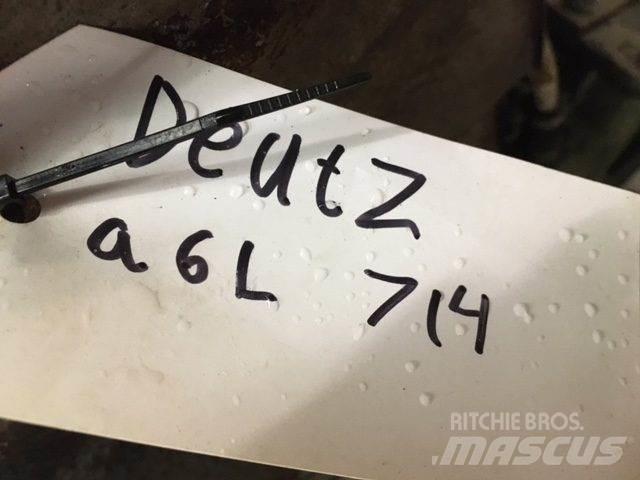 Deutz
a6L 714
RITCHIE BROS.
MASCUS